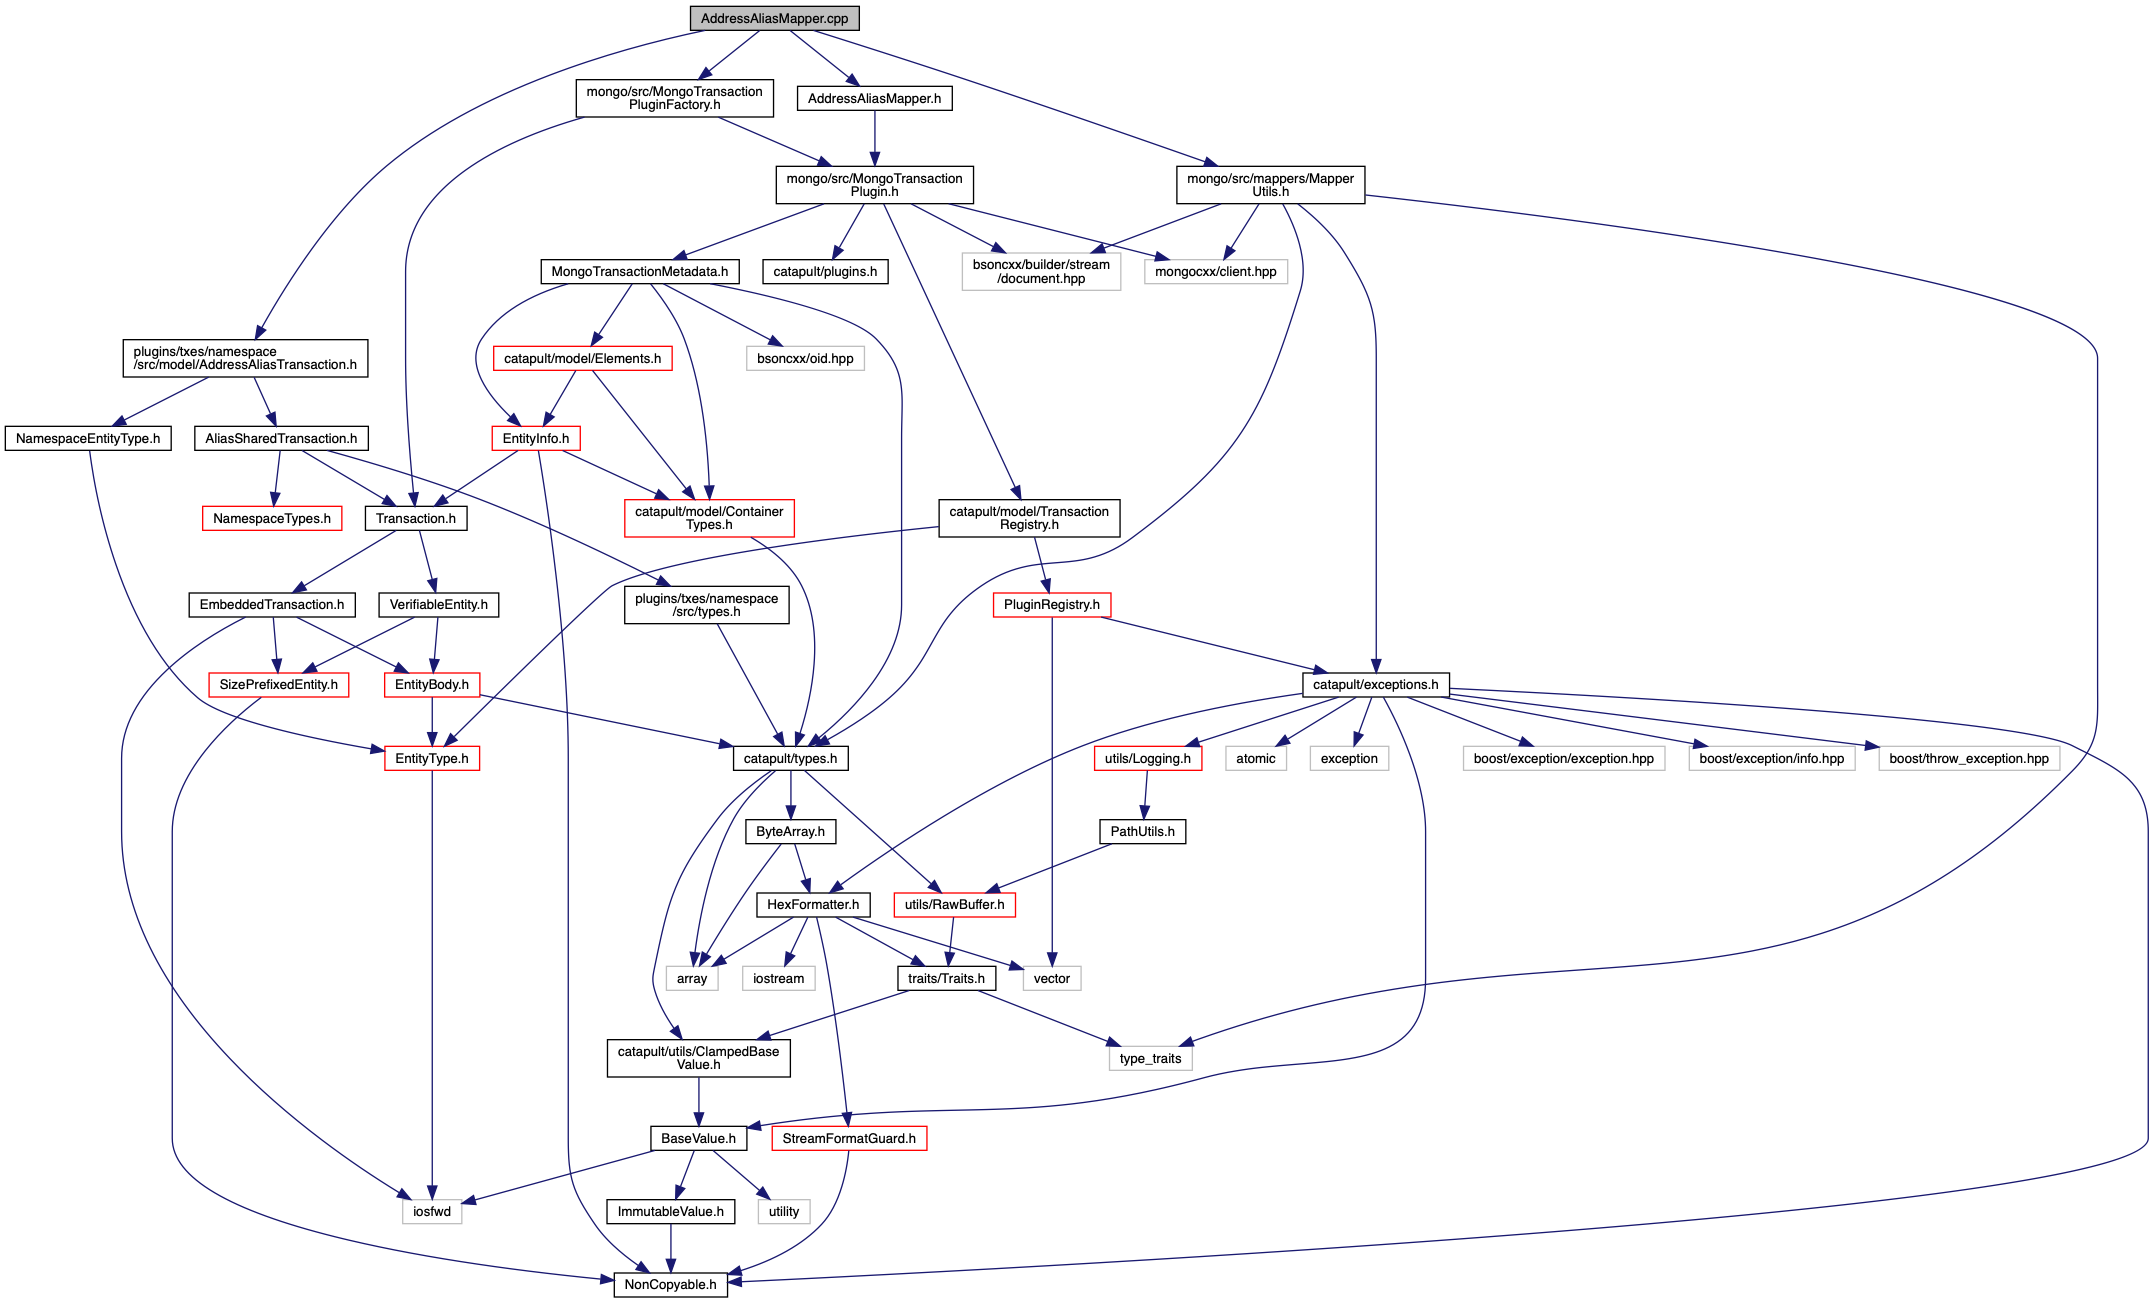 AddressAliasMapper.cpp
mongo/src/MongoTransaction
PluginFactory.h
AddressAliasMapper.h
mongo/src/MongoTransaction
Plugin.h
mongo/src/mappers/Mapper
Utils.h
MongoTransactionMetadata.h
catapult/plugins.h
bsoncxx/builder/stream
/document.hpp
mongocxx/client.hpp
plugins/txes/namespace
/src/model/AddressAliasTransaction.h
catapult/model/Elements.h
bsoncxx/oid.hpp
NamespaceEntityType.h
AliasSharedTransaction.h
EntityInfo.h
NamespaceTypes.h
Transaction.h
catapult/model/Container
Types.h
catapult/model/Transaction
Registry.h
EmbeddedTransaction.h
VerifiableEntity.h
plugins/txes/namespace
/src/types.h
PluginRegistry.h
SizePrefixedEntity.h
EntityBody.h
catapult/exceptions.h
EntityType.h
catapult/types.h
utils/Logging.h
atomic
exception
boost/exception/exception.hpp
boost/exception/info.hpp
boost/throw_exception.hpp
ByteArray.h
PathUtils.h
HexFormatter.h
utils/RawBuffer.h
array
iostream
traits/Traits.h
vector
catapult/utils/ClampedBase
Value.h
type_traits
BaseValue.h
StreamFormatGuard.h
iosfwd
ImmutableValue.h
utility
NonCopyable.h